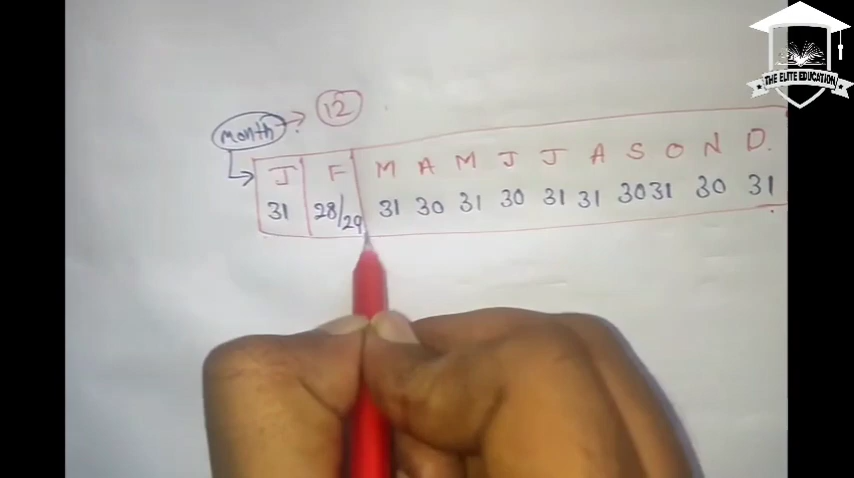 THE ELITE EDUCATION
month → 12
J F M A M J J A S O N D.
31 28/29 31 30 31 30 31 31 30 31 30 31